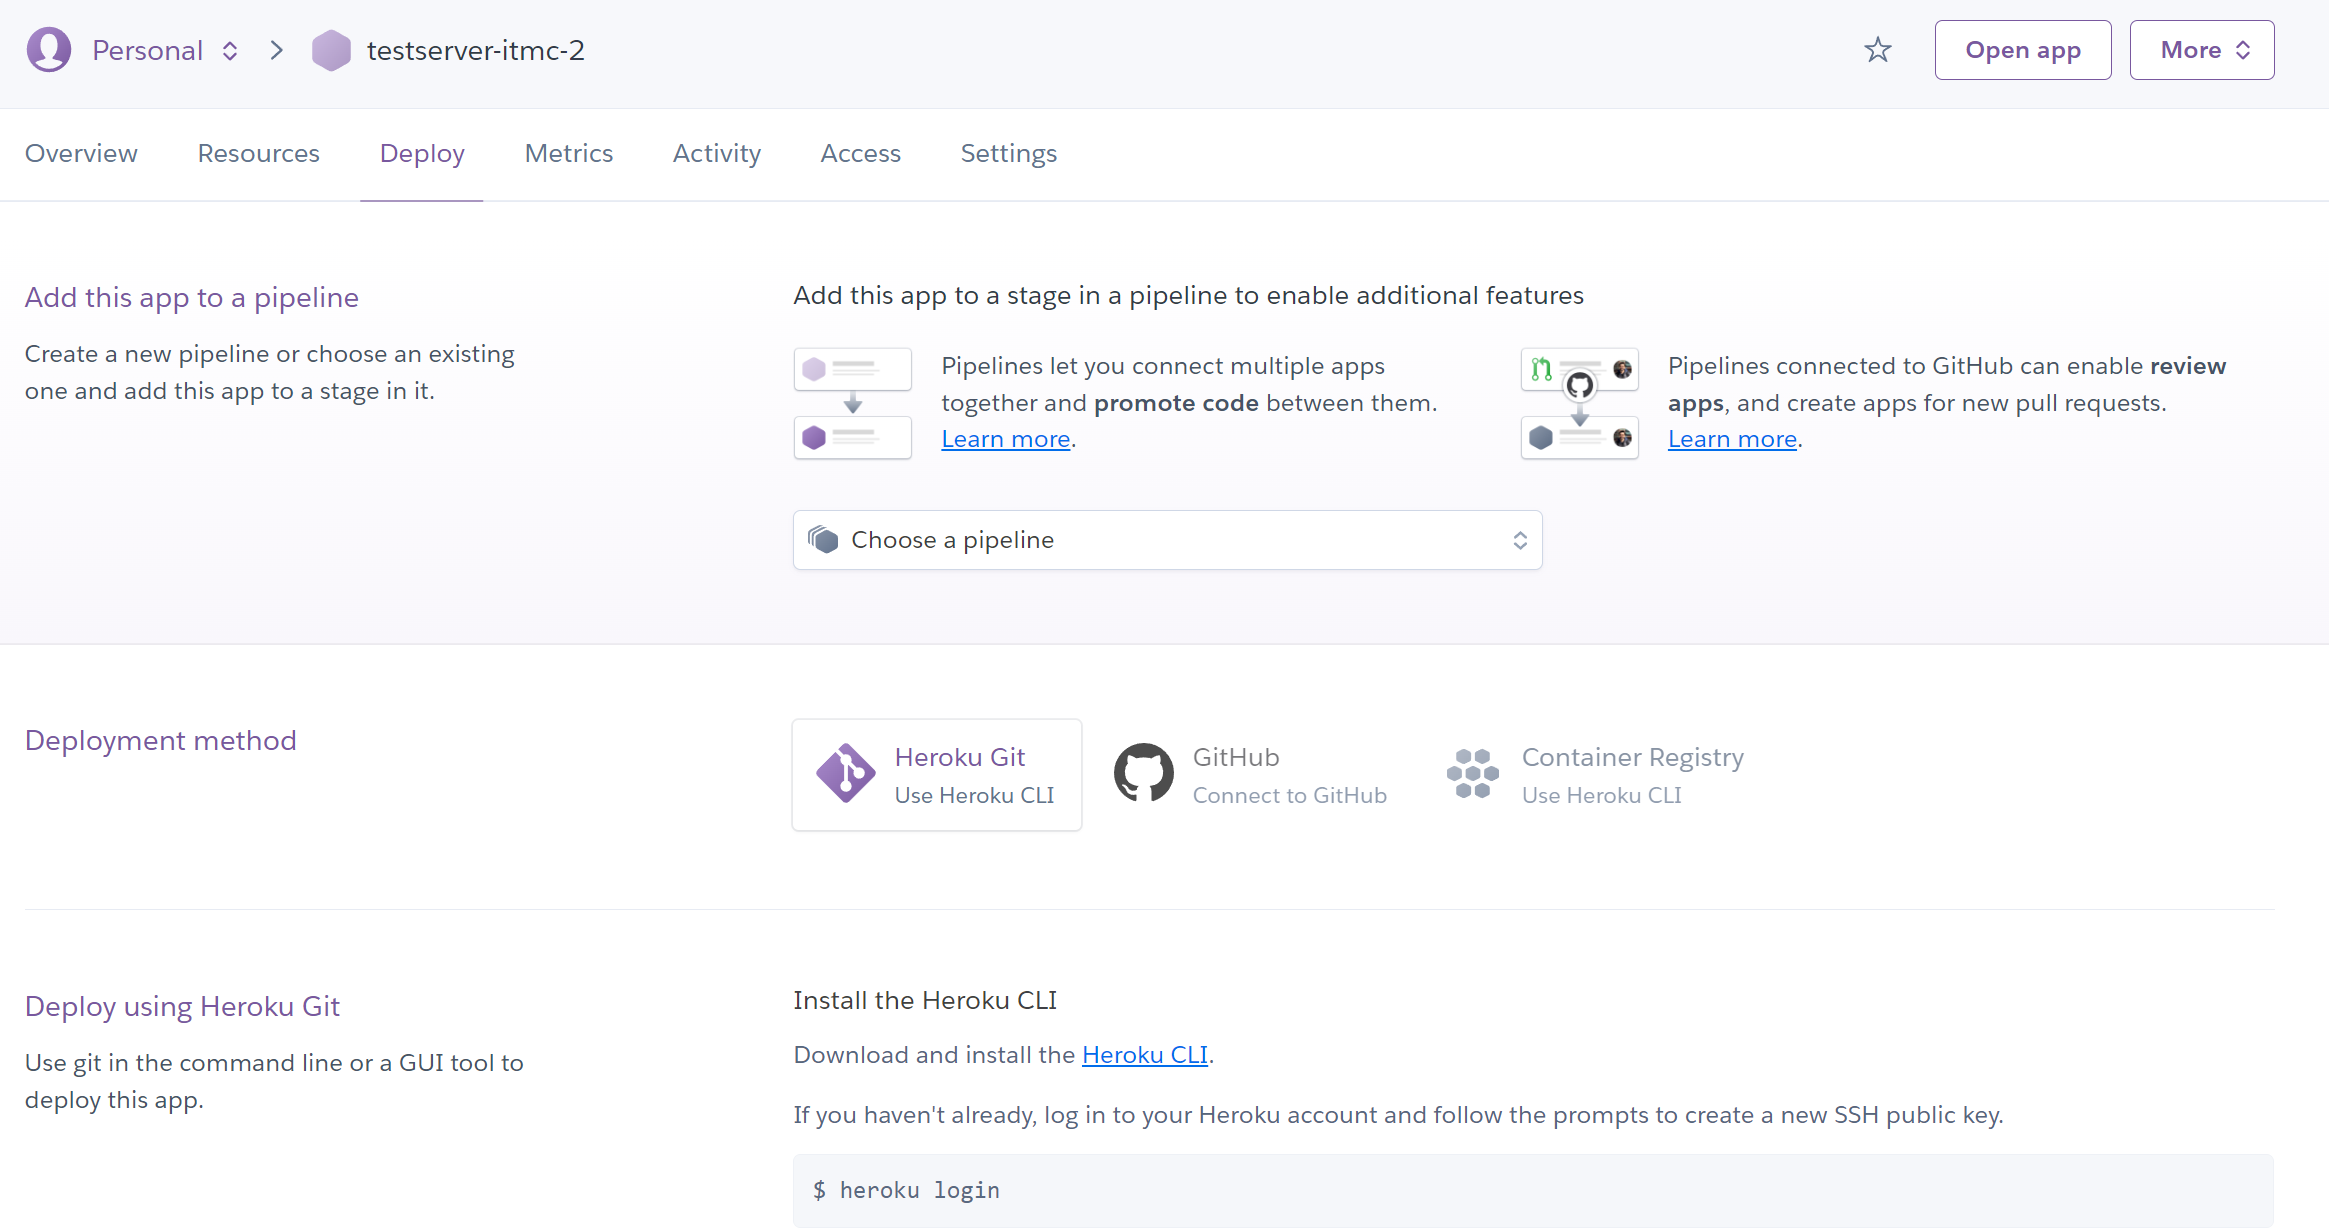 Personal
testserver-itmc-2
Open app
More
Overview
Resources
Deploy
Metrics
Activity
Access
Settings
Add this app to a pipeline
Create a new pipeline or choose an existing
one and add this app to a stage in it.
Add this app to a stage in a pipeline to enable additional features
Pipelines let you connect multiple apps
together and promote code between them.
Learn more.
Pipelines connected to GitHub can enable review
apps, and create apps for new pull requests.
Learn more.
Choose a pipeline
Deployment method
Heroku Git
Use Heroku CLI
GitHub
Connect to GitHub
Container Registry
Use Heroku CLI
Deploy using Heroku Git
Use git in the command line or a GUI tool to
deploy this app.
Install the Heroku CLI
Download and install the Heroku CLI.
If you haven't already, log in to your Heroku account and follow the prompts to create a new SSH public key.
$ heroku login